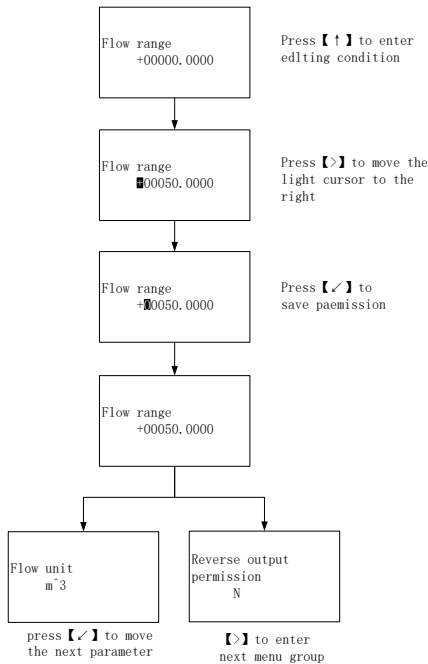 Flow range
+00000.0000
Press【↑】to enter
edlting condition
Flow range
+00050.0000
Press【>】to move the
light cursor to the
right
Flow range
+00050.0000
Press【↙】to
save paemission
Flow range
+00050.0000
Flow unit
m^3
Reverse output
permission
N
press【↙】to move
the next parameter
【>】to enter
next menu group